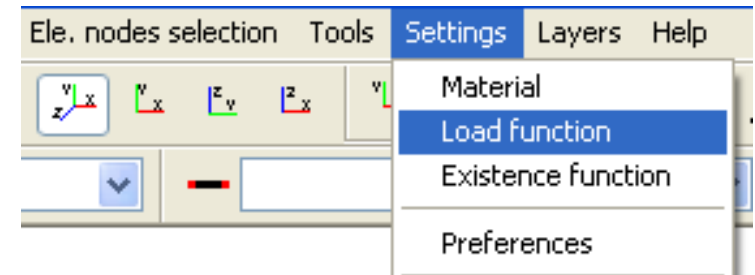 Ele. nodes selection Tools Settings Layers Help
Y Z X
Y X
Z Y
Z X
Y
Material
Load function
Existence function
Preferences